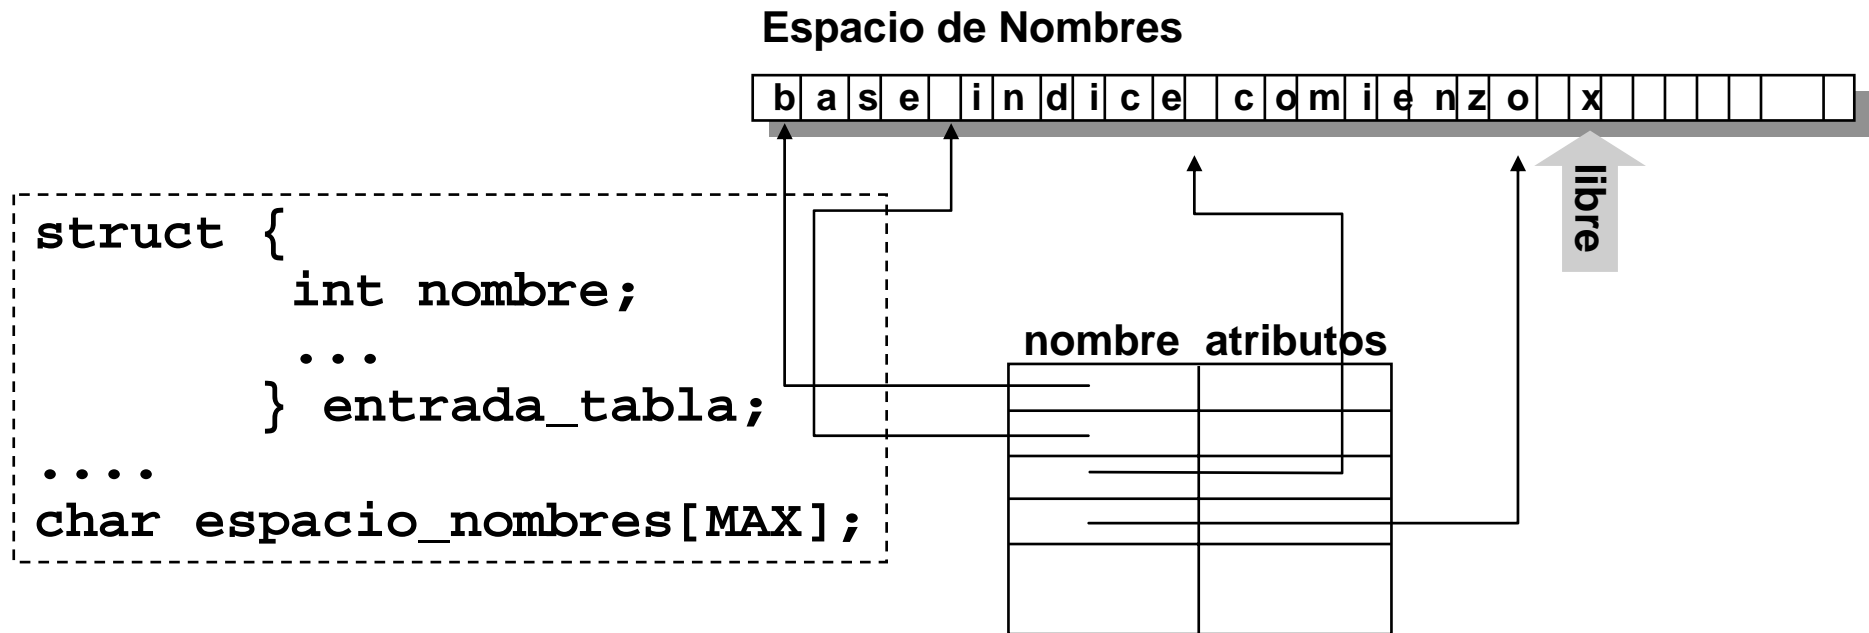 Espacio de Nombres
b a s e i n d i c e c o m i e n z o x
libre
struct {
int nombre;
...
} entrada_tabla;
....
char espacio_nombres[MAX];
nombre atributos